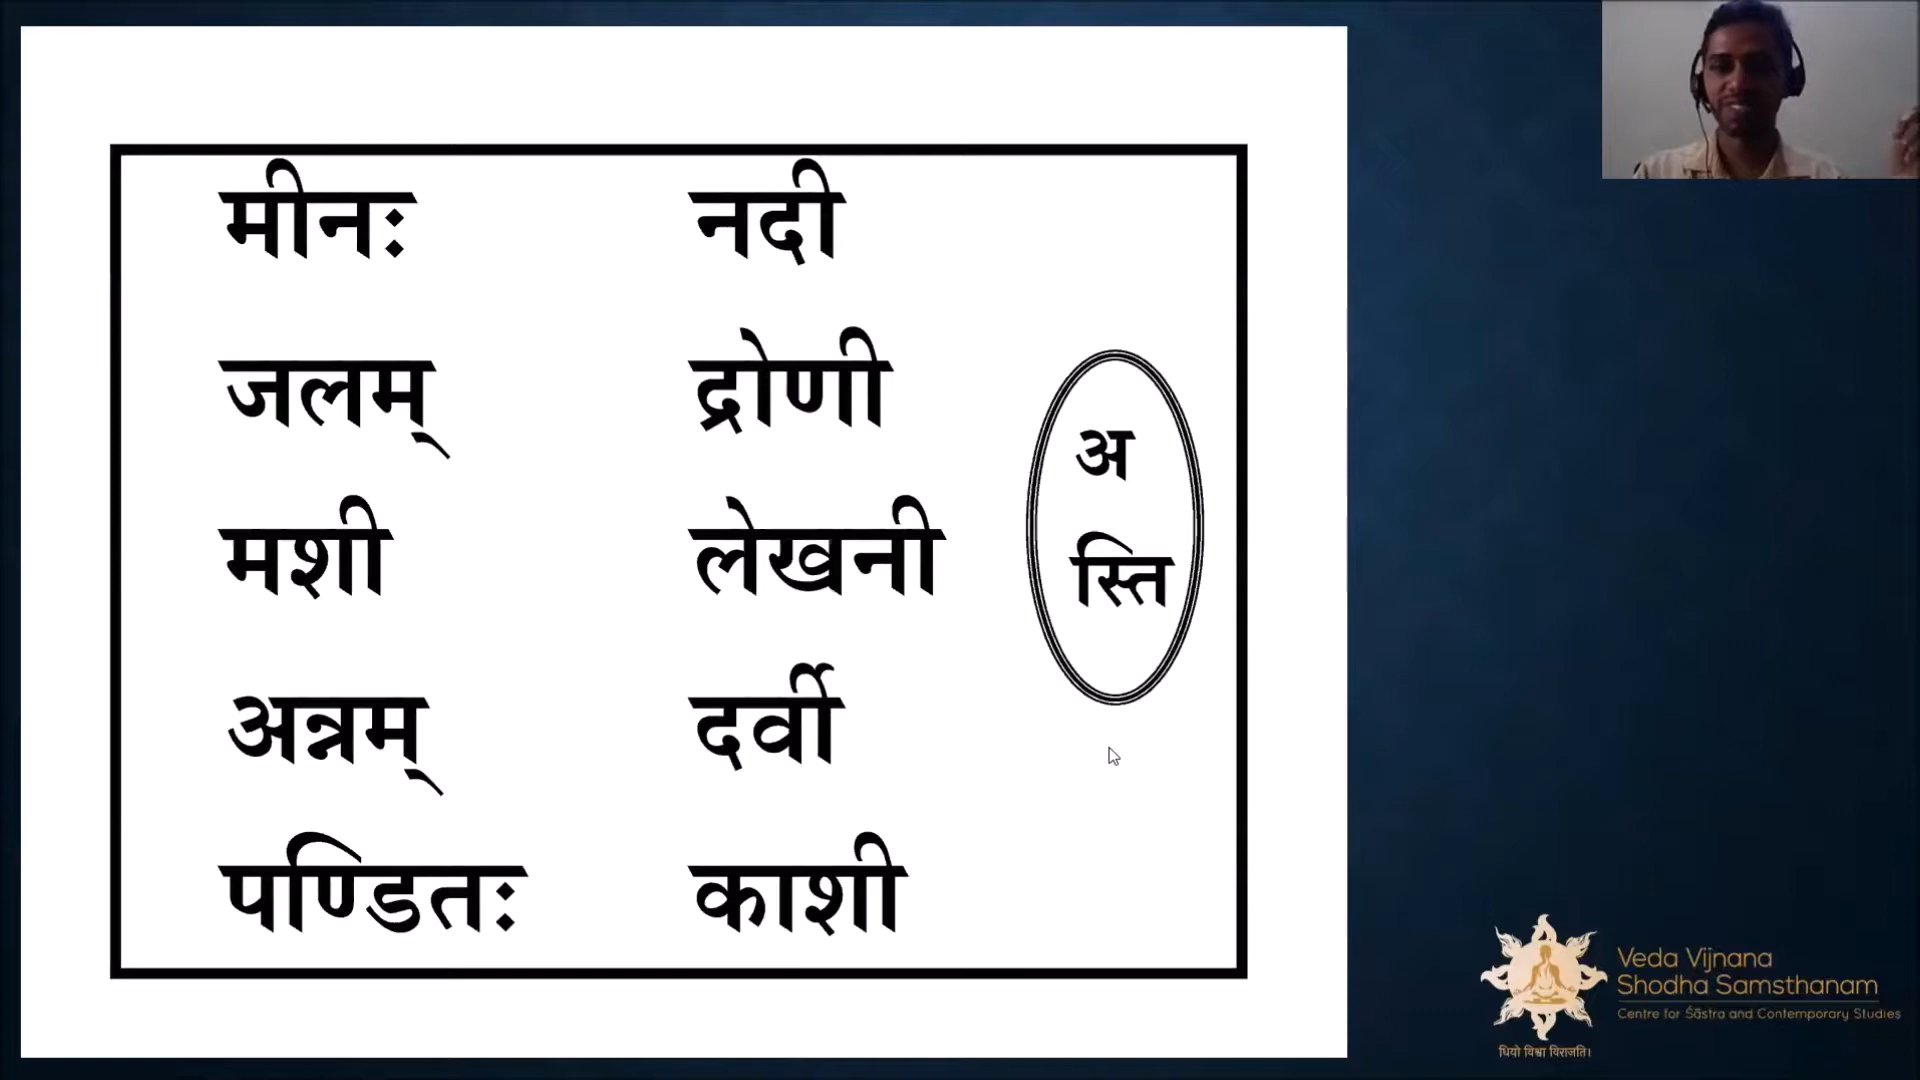 मीनः नदी
जलम् द्रोणी
अ
मशी लेखनी
स्ति
अन्नम् दर्वी
पण्डितः काशी
Veda Vijnana
Shodha Samsthanam
Centre for Śāstra and Contemporary Studies
धियो विश्वा विराजति।